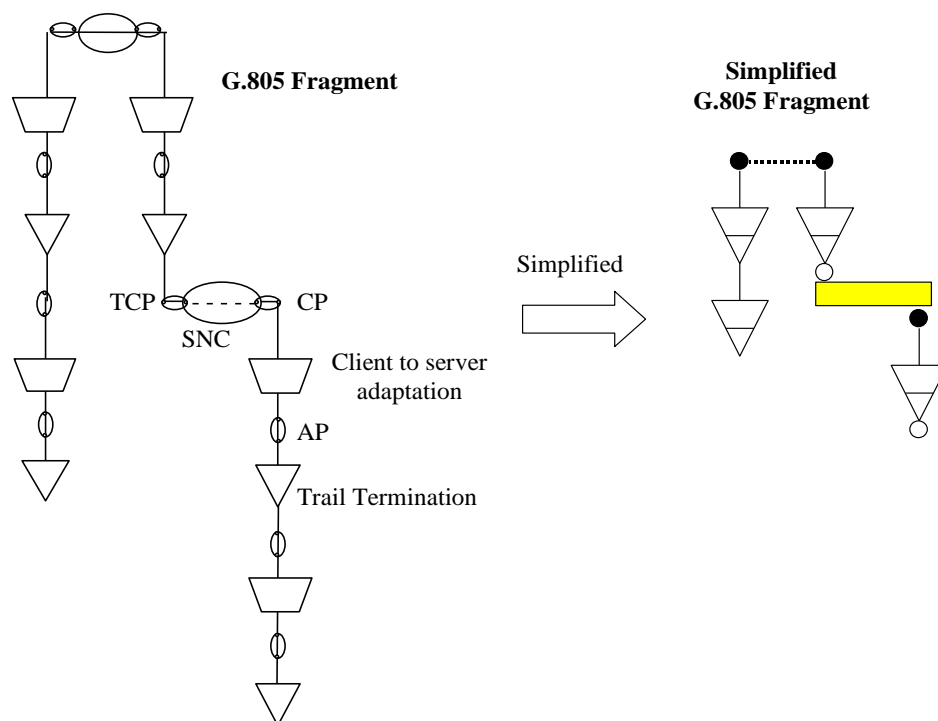 G.805 Fragment
Simplified
G.805 Fragment
Simplified
TCP
CP
SNC
Client to server
adaptation
AP
Trail Termination